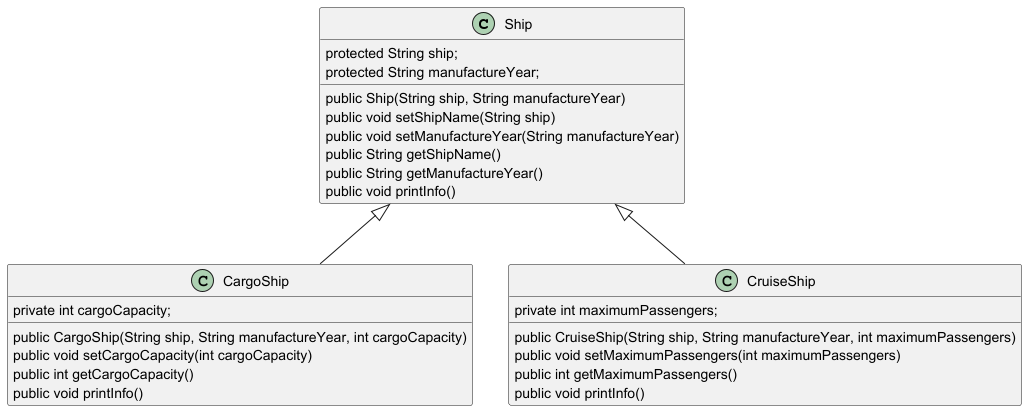 C Ship
protected String ship;
protected String manufactureYear;
public Ship(String ship, String manufactureYear)
public void setShipName(String ship)
public void setManufactureYear(String manufactureYear)
public String getShipName()
public String getManufactureYear()
public void printInfo()
C CargoShip
private int cargoCapacity;
public CargoShip(String ship, String manufactureYear, int cargoCapacity)
public void setCargoCapacity(int cargoCapacity)
public int getCargoCapacity()
public void printInfo()
C CruiseShip
private int maximumPassengers;
public CruiseShip(String ship, String manufactureYear, int maximumPassengers)
public void setMaximumPassengers(int maximumPassengers)
public int getMaximumPassengers()
public void printInfo()